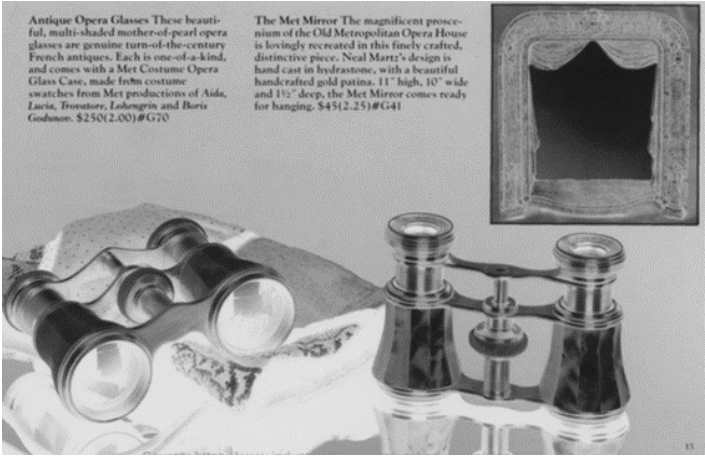 Antique Opera Glasses These beauti-
ful, multi-shaded mother-of-pearl opera
glasses are genuine turn-of-the-century
French antiques. Each is one-of-a-kind,
and comes with a Met Costume Opera
Glass Case, made from costume
swatches from Met productions of Aida,
Lucia, Trovatore, Lohengrin and Boris
Godunov. $250(2.00)#G70
The Met Mirror The magnificent prosce-
nium of the Old Metropolitan Opera House
is lovingly recreated in this finely crafted,
distinctive piece. Neal Martz's design is
hand cast in hydrastone, with a beautiful
handcrafted gold patina. 11" high, 10" wide
and 1½" deep, the Met Mirror comes ready
for hanging. $45(2.25)#G41
15